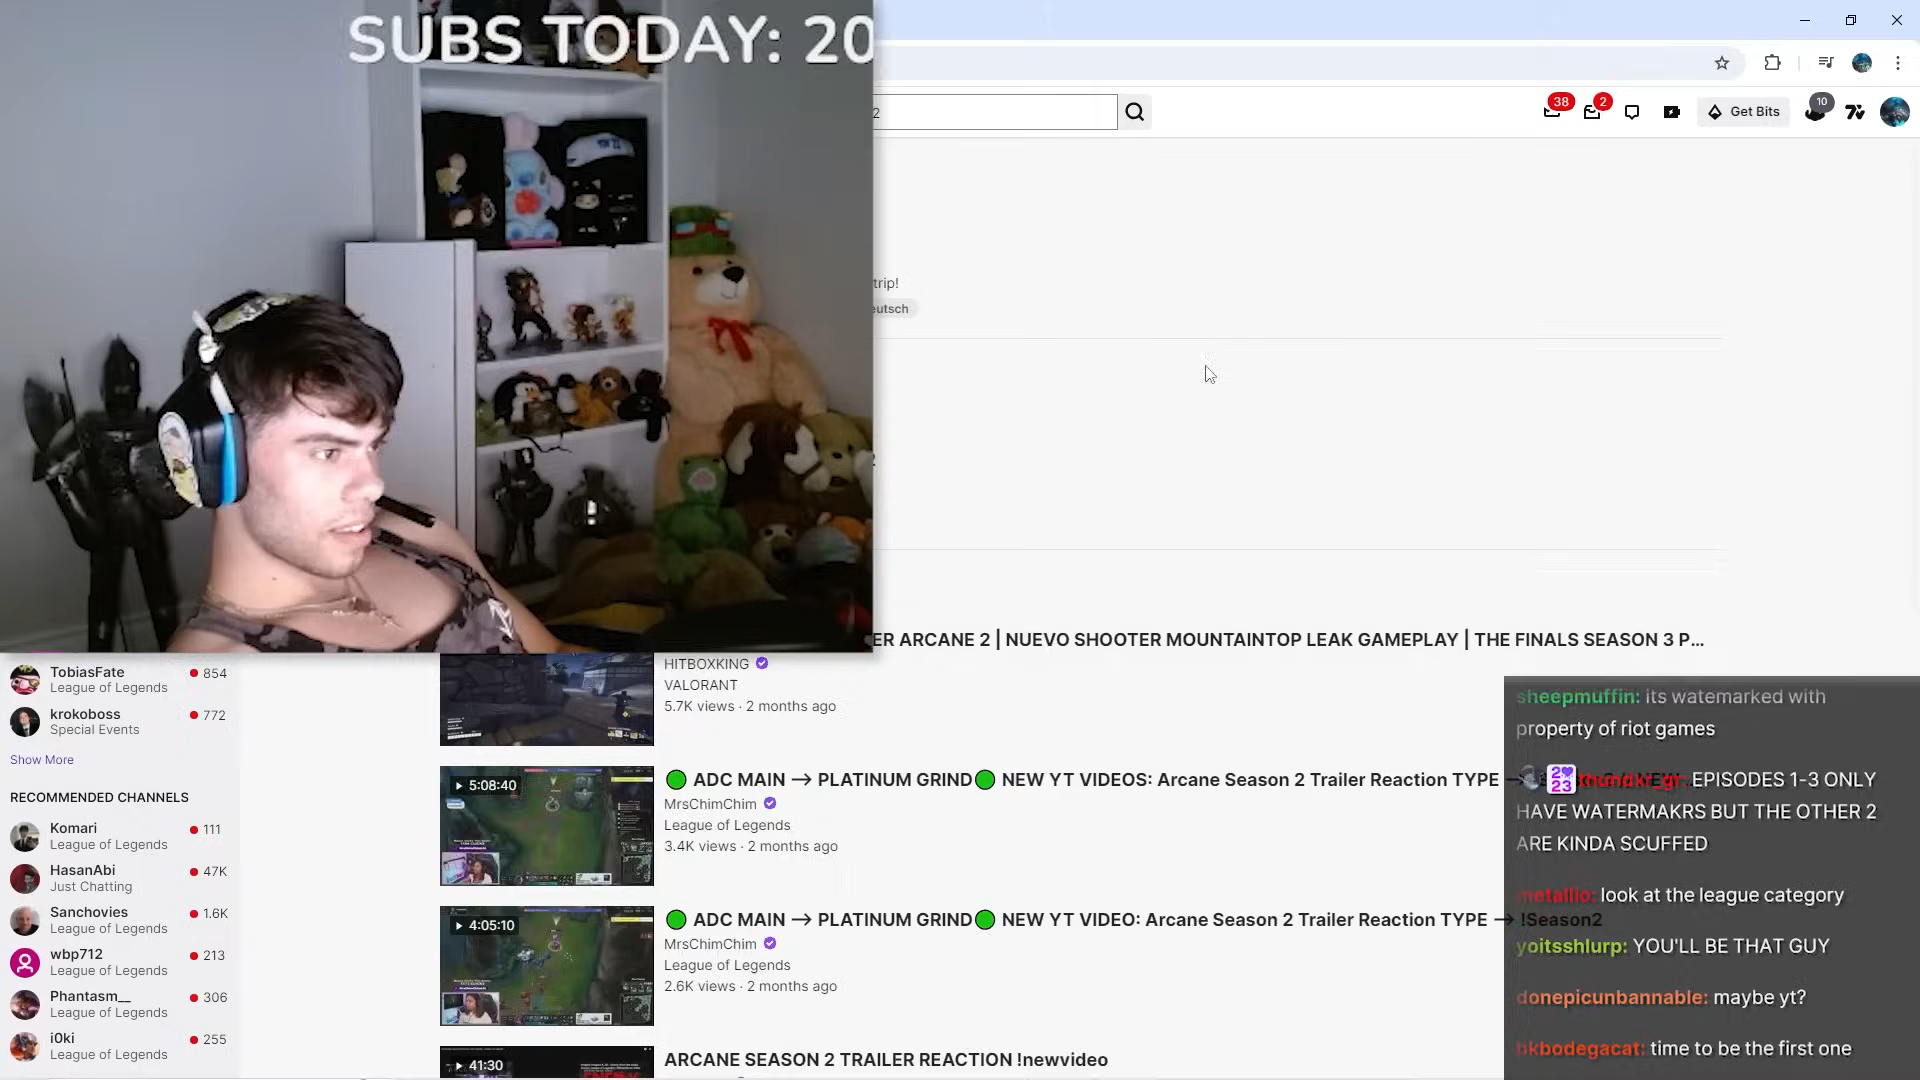 SUBS TODAY: 20
2
38
2
Get Bits
10
trip!
eutsch
2
ER ARCANE 2 | NUEVO SHOOTER MOUNTAINTOP LEAK GAMEPLAY | THE FINALS SEASON 3 P...
HITBOXKING
VALORANT
5.7K views · 2 months ago
5:08:40
🟢 ADC MAIN --> PLATINUM GRIND🟢 NEW YT VIDEOS: Arcane Season 2 Trailer Reaction TYPE
MrsChimChim
League of Legends
3.4K views · 2 months ago
4:05:10
🟢 ADC MAIN --> PLATINUM GRIND🟢 NEW YT VIDEO: Arcane Season 2 Trailer Reaction TYPE --> !Season2
MrsChimChim
League of Legends
2.6K views · 2 months ago
41:30
ARCANE SEASON 2 TRAILER REACTION !newvideo
TobiasFate
854
League of Legends
krokoboss
772
Special Events
Show More
RECOMMENDED CHANNELS
Komari
111
League of Legends
HasanAbi
47K
Just Chatting
Sanchovies
1.6K
League of Legends
wbp712
213
League of Legends
Phantasm__
306
League of Legends
i0ki
255
League of Legends
sheepmuffin: its watemarked with
property of riot games
EPISODES 1-3 ONLY
HAVE WATERMAKRS BUT THE OTHER 2
ARE KINDA SCUFFED
metallio: look at the league category
yoitsshlurp: YOU'LL BE THAT GUY
donepicunbannable: maybe yt?
bkbodegacat: time to be the first one